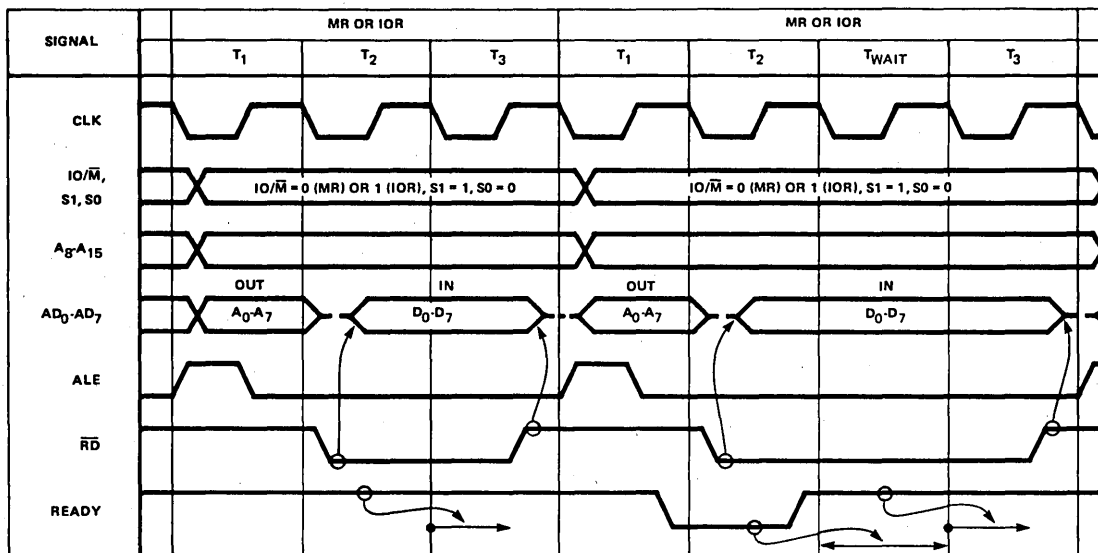 SIGNAL
MR OR IOR
MR OR IOR
T1 T2 T3 T1 T2 TWAIT T3
CLK
IO/M̅,
S1, S0
IO/M̅ = 0 (MR) OR 1 (IOR), S1 = 1, S0 = 0
IO/M̅ = 0 (MR) OR 1 (IOR), S1 = 1, S0 = 0
A8-A15
OUT IN OUT IN
AD0-AD7 A0-A7 D0-D7 A0-A7 D0-D7
ALE
R̅D̅
READY